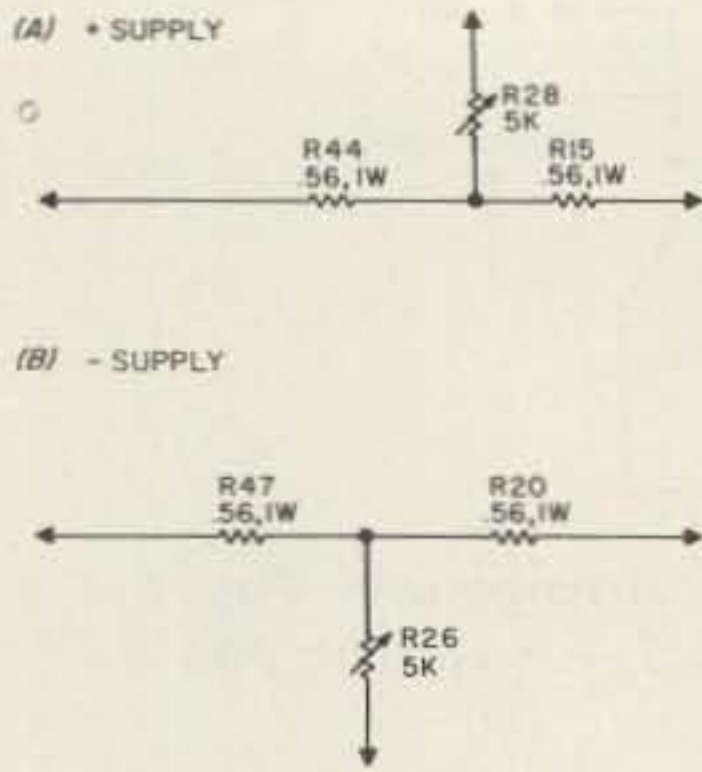 (A) + SUPPLY
R28
5K
R44
.56,1W
R15
.56,1W
(B) - SUPPLY
R47
.56,1W
R20
.56,1W
R26
5K